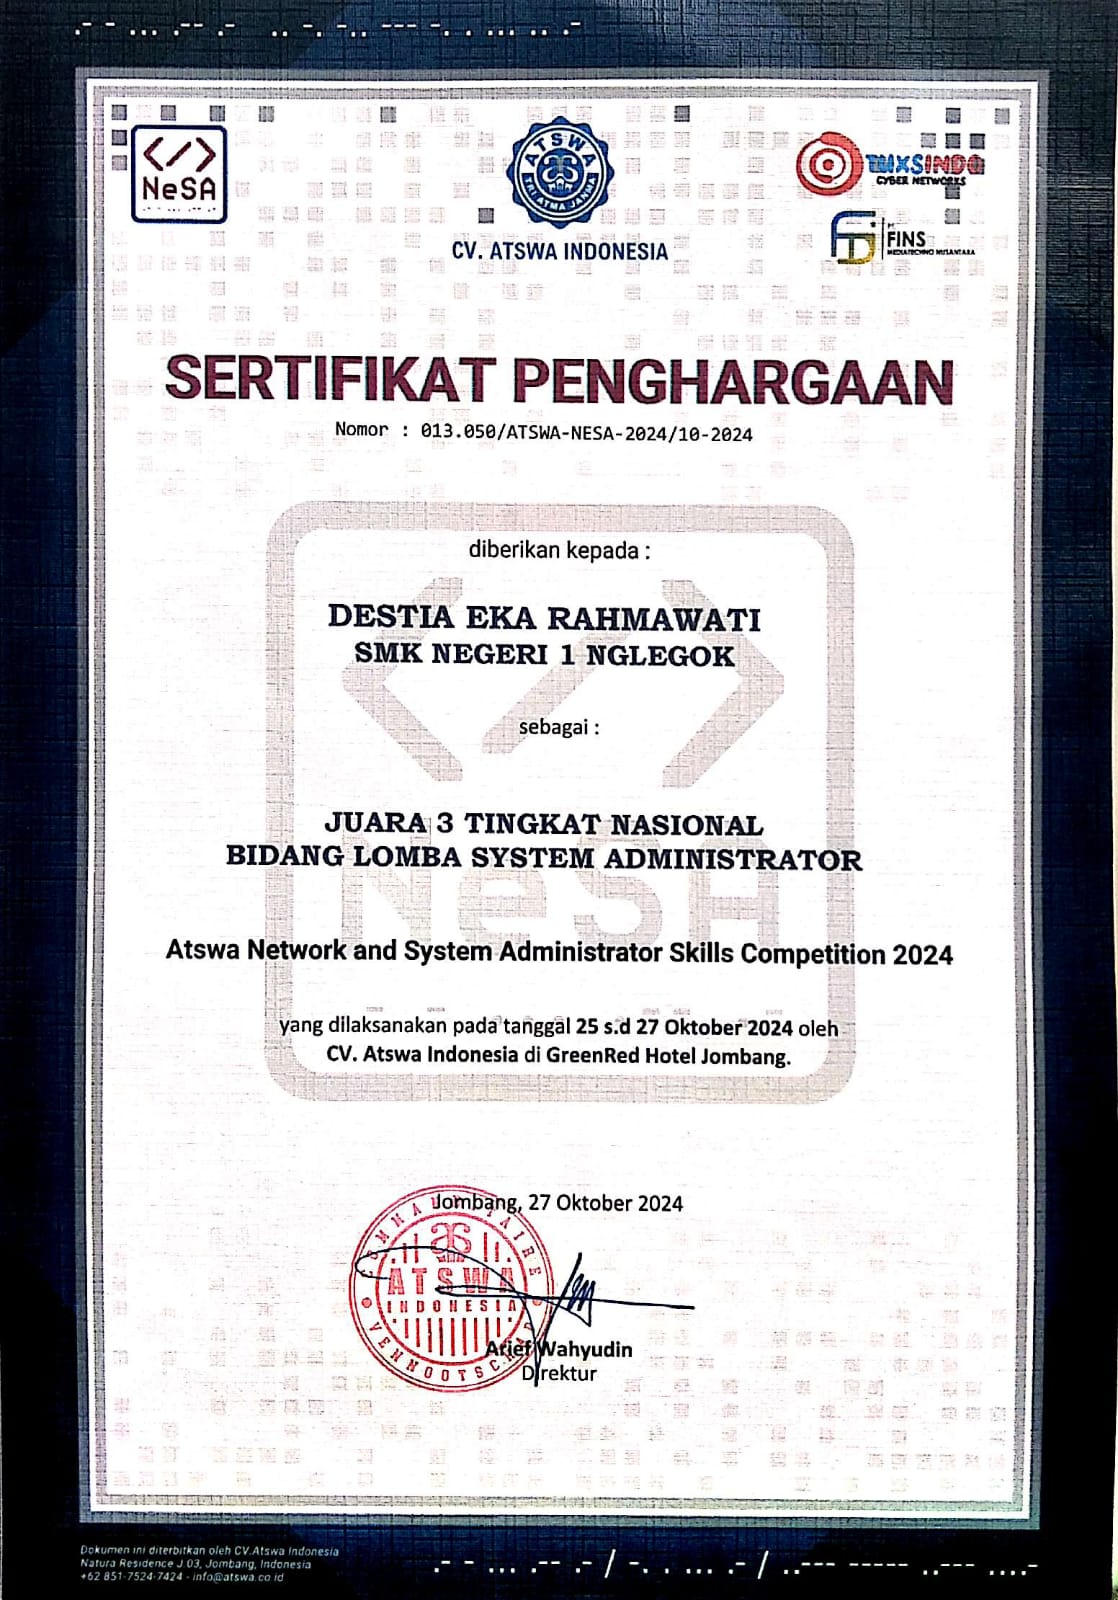 NeSA
ATSWA
CV. ATSWA INDONESIA
CYBER NETWORKS
FINS
MEDIATECHNO NUSANTARA
SERTIFIKAT PENGHARGAAN
Nomor : 013.050/ATSWA-NESA-2024/10-2024
diberikan kepada :
DESTIA EKA RAHMAWATI
SMK NEGERI 1 NGLEGOK
sebagai :
JUARA 3 TINGKAT NASIONAL
BIDANG LOMBA SYSTEM ADMINISTRATOR
NeSA
Atswa Network and System Administrator Skills Competition 2024
yang dilaksanakan pada tanggal 25 s.d 27 Oktober 2024 oleh
CV. Atswa Indonesia di GreenRed Hotel Jombang.
Jombang, 27 Oktober 2024
COMMANDITAIRE
ATSWA
INDONESIA
VENNOOTSCHAP
Arief Wahyudin
Direktur
Dokumen ini diterbitkan oleh CV.Atswa Indonesia
Natura Residence J 03, Jombang, Indonesia
+62 851-7524-7424 - info@atswa.co.id